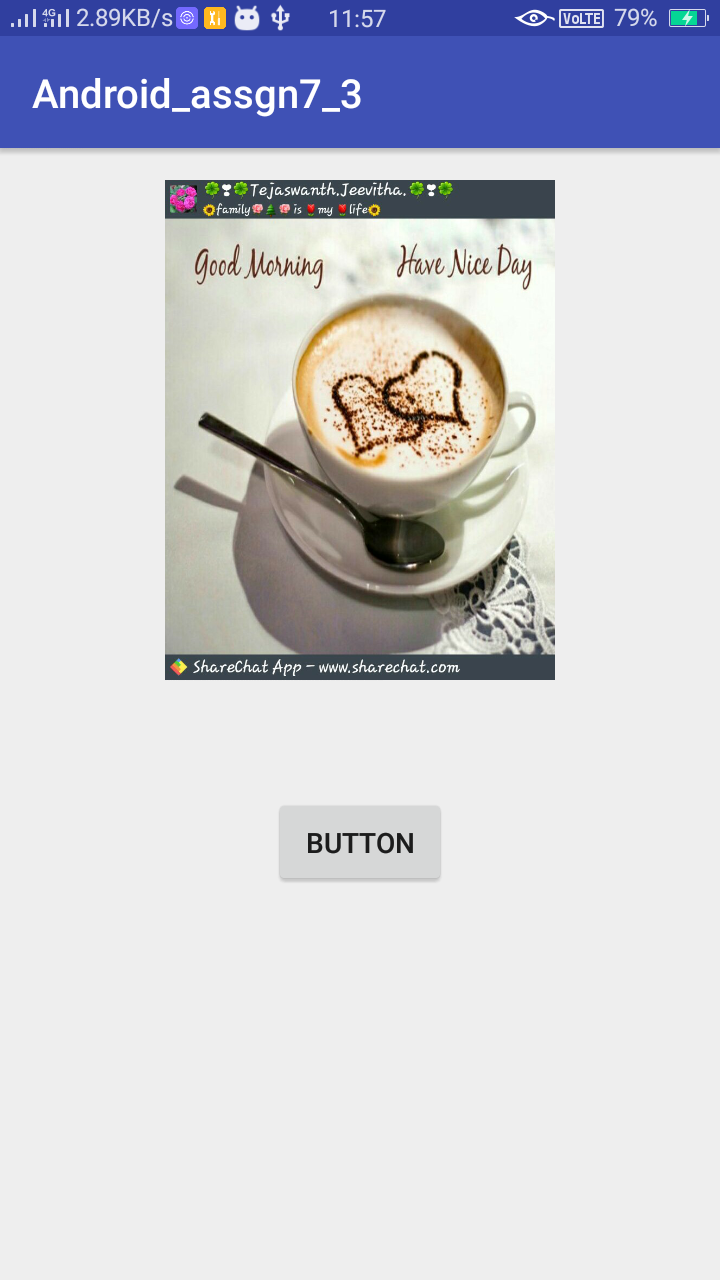 4G 2.89KB/s 11:57 VoLTE 79%
Android_assgn7_3
🍀❣🍀Tejaswanth.Jeevitha.🍀❣🍀
🌻family🌹🌲🌹 is 🌹my 🌹life🌻
Good Morning Have Nice Day
ShareChat App - www.sharechat.com
BUTTON